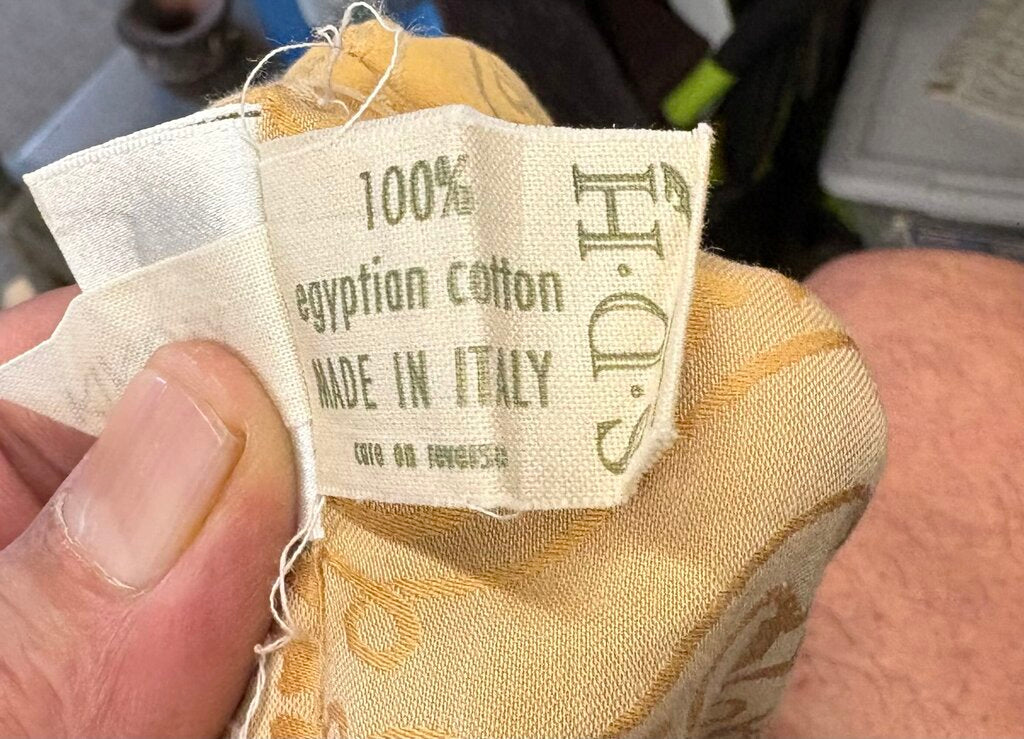 100%
egyptian cotton
MADE IN ITALY
care on reverse
S.D.H